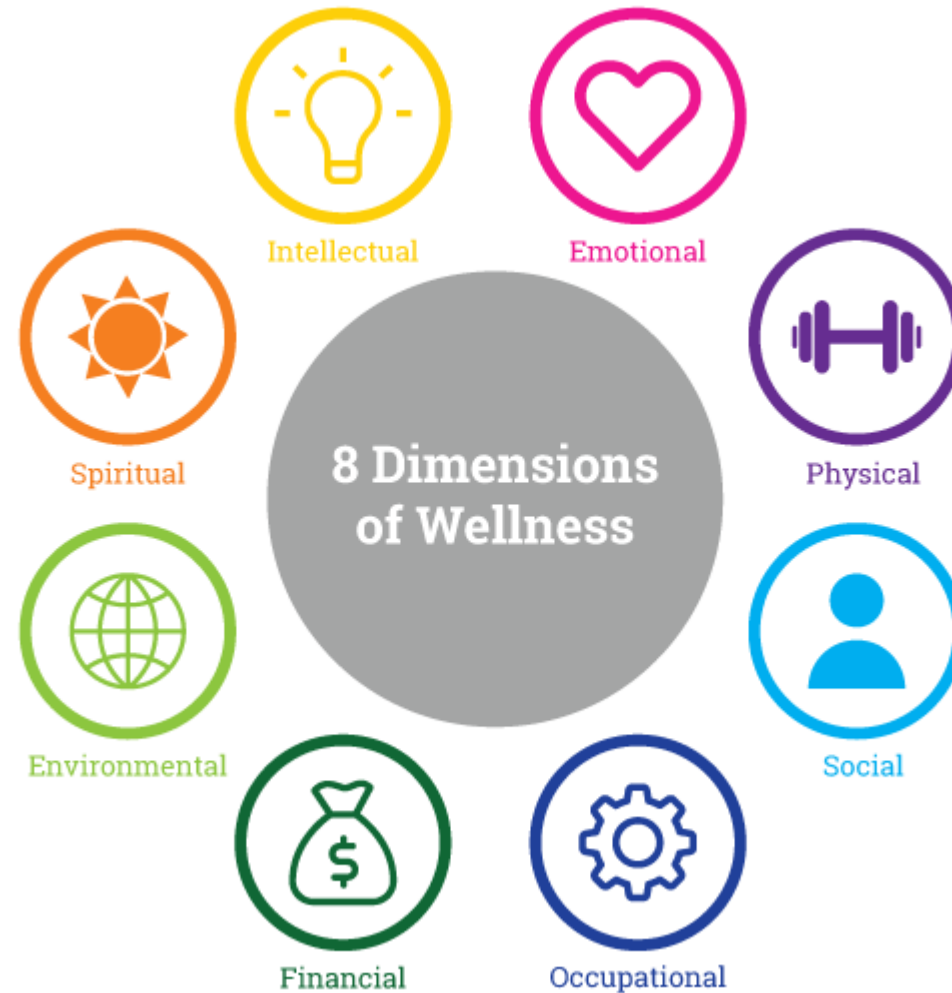 Intellectual
Emotional
Spiritual
Physical
8 Dimensions
of Wellness
Environmental
Social
$
Financial
Occupational